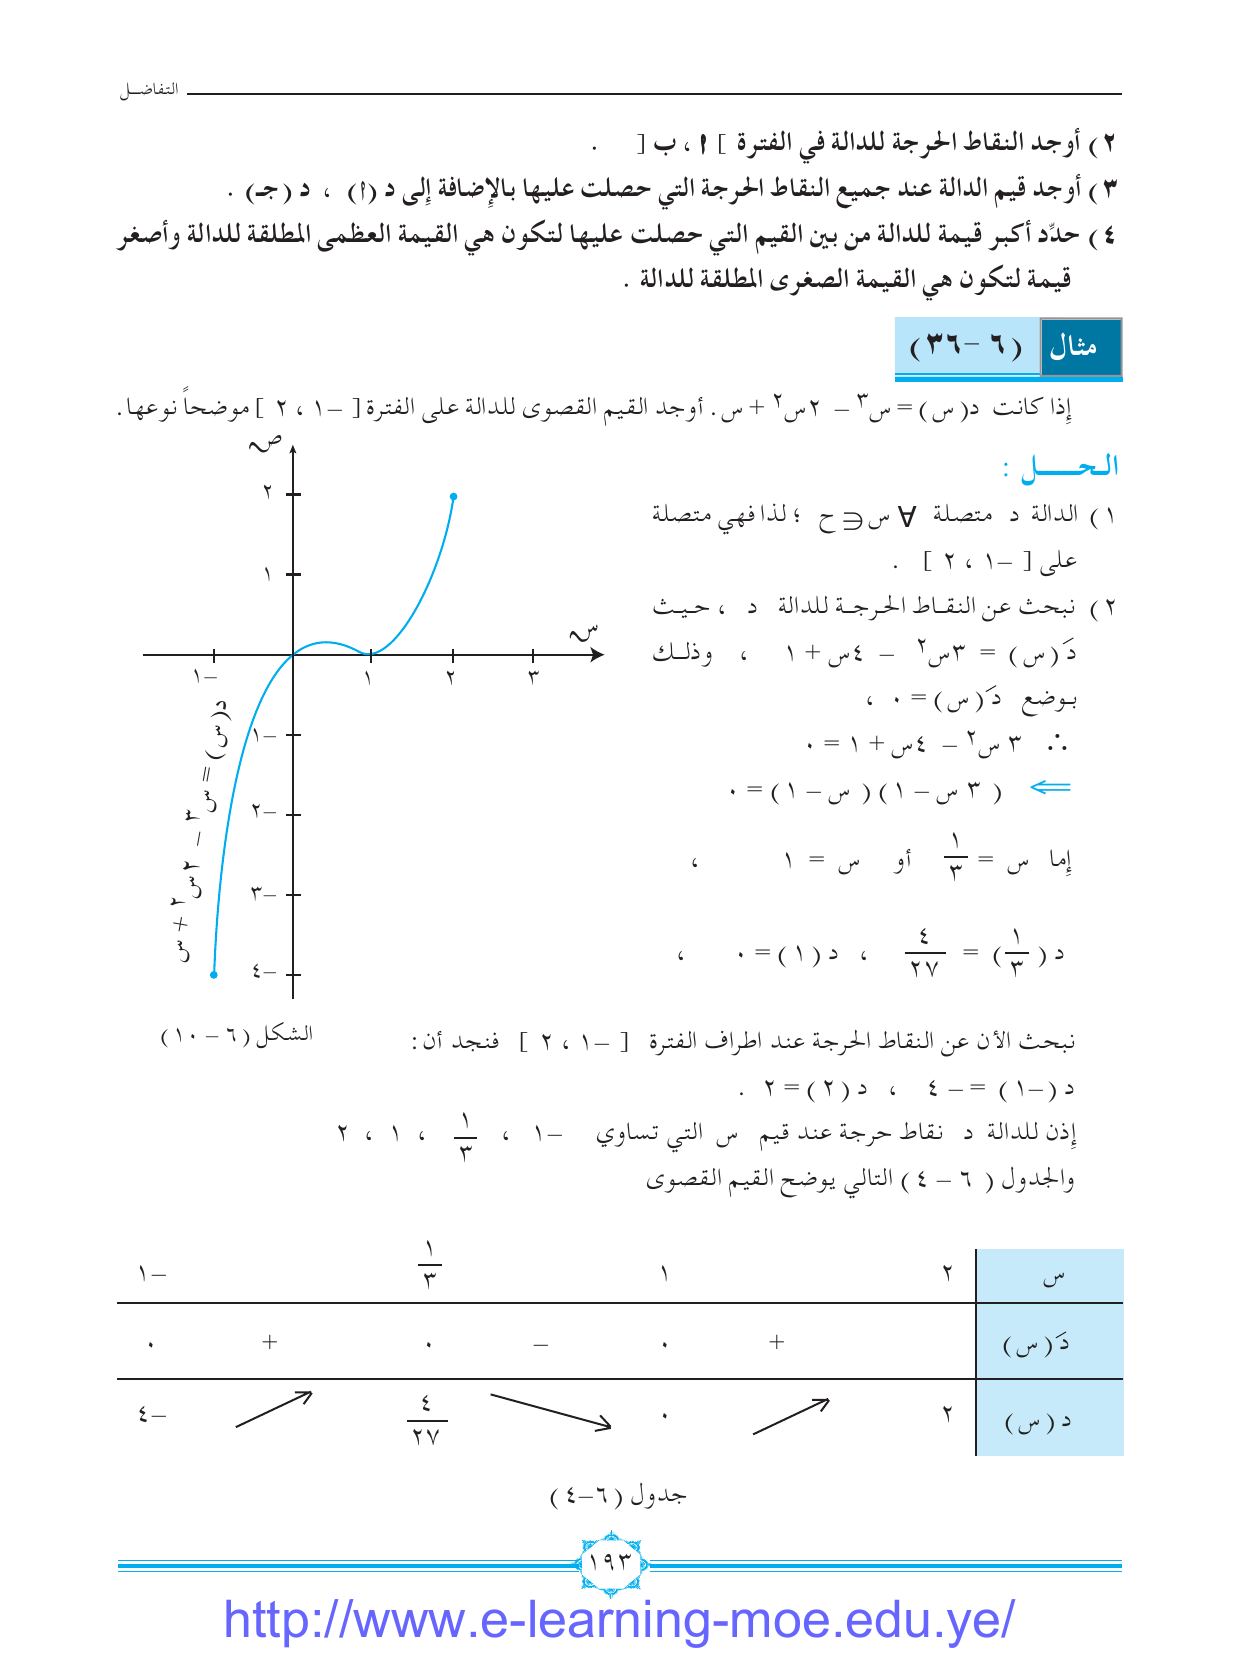 التفاضل
٢) أوجد النقاط الحرجة للدالة في الفترة ] ١ ، ب [ .
٣) أوجد قيم الدالة عند جميع النقاط الحرجة التي حصلت عليها بالإضافة إلى د (١) ، د (جـ) .
٤) حدِّد أكبر قيمة للدالة من بين القيم التي حصلت عليها لتكون هي القيمة العظمى المطلقة للدالة وأصغر
قيمة لتكون هي القيمة الصغرى المطلقة للدالة .
مثال (٦ - ٣٦)
إذا كانت د(س) = س٣ - ٢س٢ + س. أوجد القيم القصوى للدالة على الفترة [ -١ ، ٢ ] موضحاً نوعها.
الحـــل :
١) الدالة د متصلة ∀ س ∈ ح ؛ لذا فهي متصلة
على [ -١ ، ٢ ] .
٢) نبحث عن النقاط الحرجة للدالة د ، حيث
دَ(س) = ٣س٢ - ٤س + ١ ، وذلك
بوضع دَ(س) = ٠ ،
∴ ٣ س٢ - ٤س + ١ = ٠
⇐ ( ٣ س - ١) ( س - ١) = ٠
إما س = ١/٣ أو س = ١ ،
د (١/٣) = ٤/٢٧ ، د (١) = ٠ ،
ص
٢
١
س
-١ ١ ٢ ٣
-١
-٢
-٣
-٤
د(س) = س٣ - ٢س٢ + س
الشكل (٦ - ١٠)
نبحث الأن عن النقاط الحرجة عند اطراف الفترة [ -١ ، ٢ ] فنجد أن :
د (-١) = -٤ ، د (٢) = ٢ .
إذن للدالة د نقاط حرجة عند قيم س التي تساوي -١ ، ١/٣ ، ١ ، ٢
والجدول ( ٦ - ٤ ) التالي يوضح القيم القصوى
س ٢ ١ ١/٣ -١
دَ (س) + ٠ - ٠ + ٠
د (س) ٢ ٠ ٤/٢٧ -٤
جدول (٦-٤)
١٩٣
http://www.e-learning-moe.edu.ye/